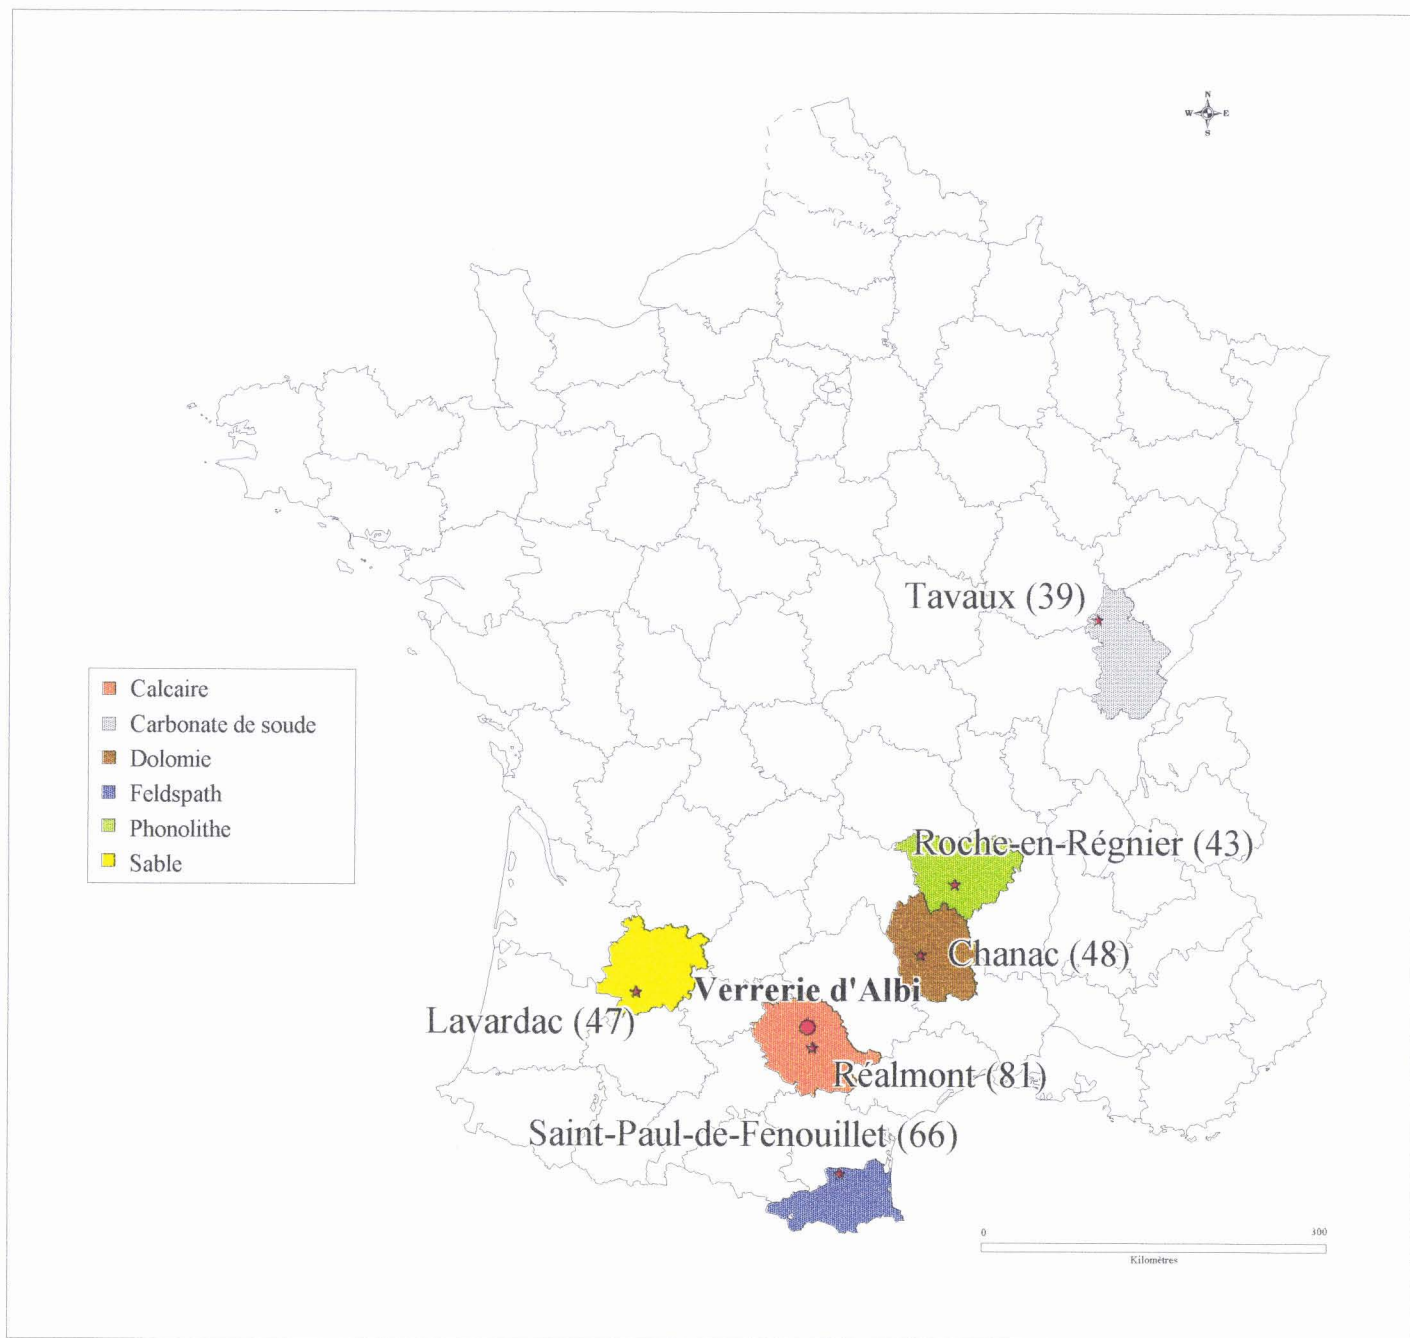 N
W E
S
Tavaux (39)
Calcaire
Carbonate de soude
Dolomie
Feldspath
Phonolithe
Sable
Roche-en-Régnier (43)
Chanac (48)
Verrerie d'Albi
Lavardac (47)
Réalmont (81)
Saint-Paul-de-Fenouillet (66)
0 300
Kilomètres